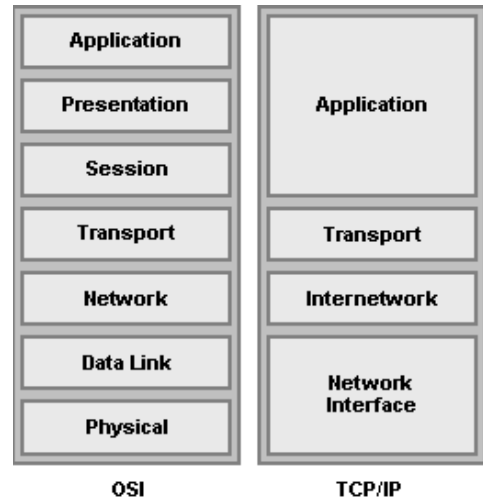 Application
Presentation
Session
Transport
Network
Data Link
Physical
OSI
Application
Transport
Internetwork
Network
Interface
TCP/IP